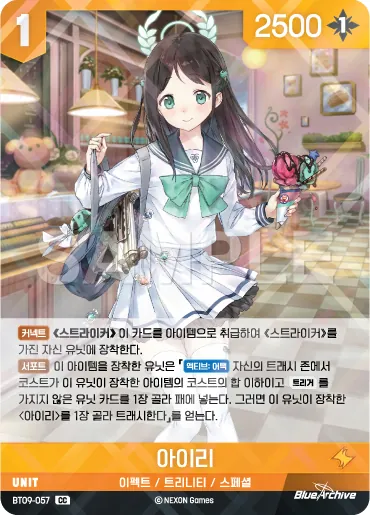 1
2500
1
SAMPLE
커넥트 《스트라이커》 이 카드를 아이템으로 취급하여 《스트라이커》를
가진 자신 유닛에 장착한다.
서포트 이 아이템을 장착한 유닛은 「액티브: 어택 자신의 트래시 존에서
코스트가 이 유닛이 장착한 아이템의 코스트의 합 이하이고 트리거 를
가지지 않은 유닛 카드를 1장 골라 패에 넣는다. 그러면 이 유닛이 장착한
〈아이리〉를 1장 골라 트래시한다」를 얻는다.
아이리
UNIT
이펙트 / 트리니티 / 스페셜
BT09-057 CC
© NEXON Games
BlueArchive